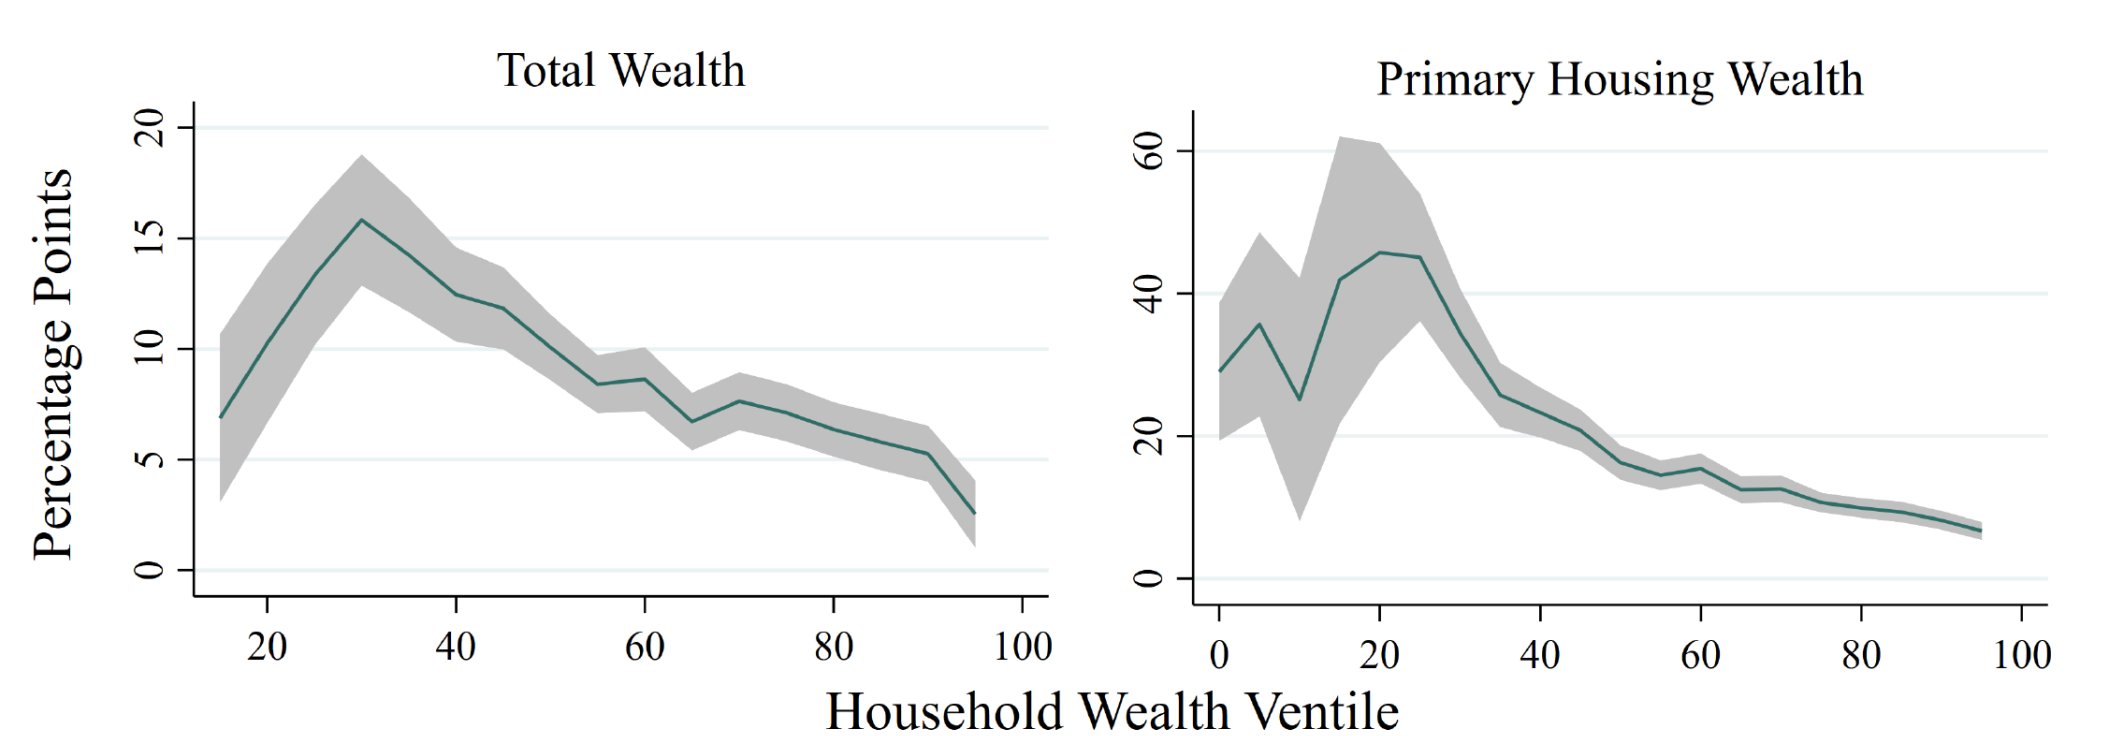 Total Wealth
Primary Housing Wealth
Percentage Points
20
15
10
5
0
20 40 60 80 100
60
40
20
0
0 20 40 60 80 100
Household Wealth Ventile